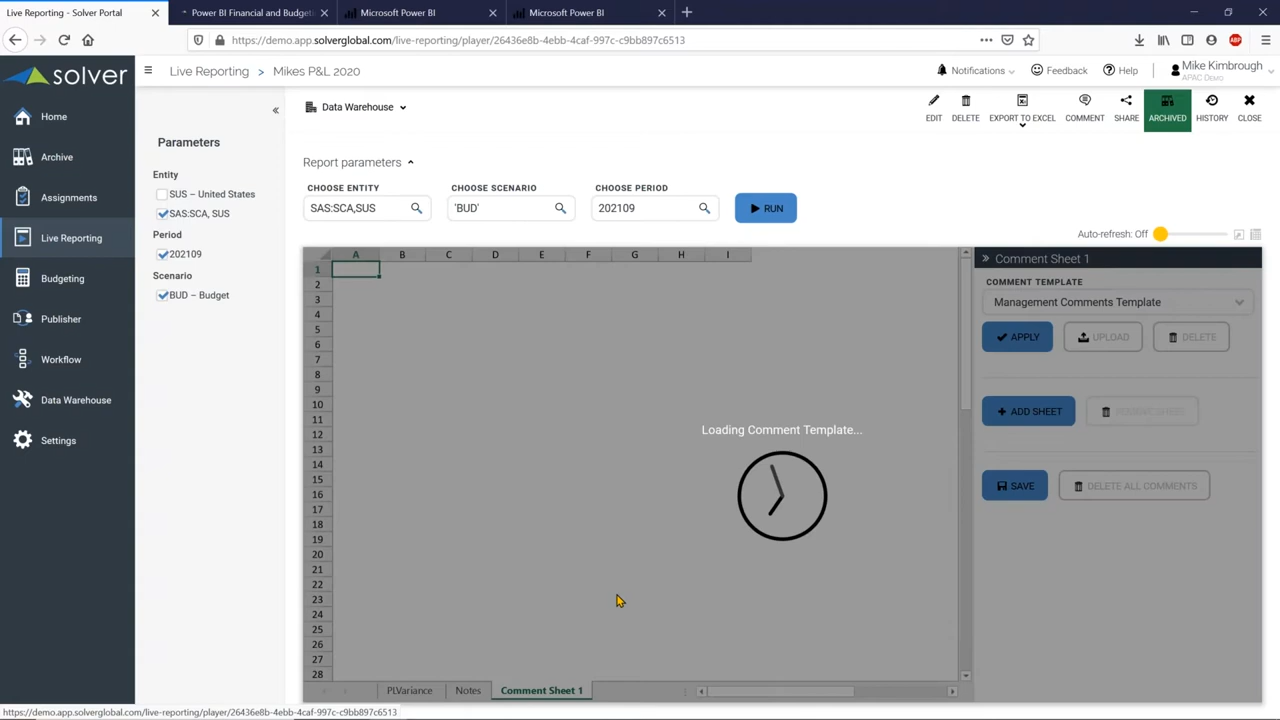 Live Reporting - Solver Portal
Power BI Financial and Budget
Microsoft Power BI
Microsoft Power BI
https://demo.app.solverglobal.com/live-reporting/player/26436e8b-4ebb-4caf-997c-c9bb897c6513
ABP
solver
Live Reporting > Mikes P&L 2020
Notifications
Feedback
Help
Mike Kimbrough
APAC Demo
Home
Archive
Assignments
Live Reporting
Budgeting
Publisher
Workflow
Data Warehouse
Settings
Parameters
Entity
SUS – United States
SAS:SCA, SUS
Period
202109
Scenario
BUD – Budget
Data Warehouse
EDIT
DELETE
EXPORT TO EXCEL
COMMENT
SHARE
ARCHIVED
HISTORY
CLOSE
Report parameters
CHOOSE ENTITY
CHOOSE SCENARIO
CHOOSE PERIOD
SAS:SCA,SUS
'BUD'
202109
RUN
Auto-refresh: Off
A B C D E F G H I
1
2
3
4
5
6
7
8
9
10
11
12
13
14
15
16
17
18
19
20
21
22
23
24
25
26
27
28
Loading Comment Template...
PLVariance
Notes
Comment Sheet 1
Comment Sheet 1
COMMENT TEMPLATE
Management Comments Template
APPLY
UPLOAD
DELETE
ADD SHEET
REMOVE SHEET
SAVE
DELETE ALL COMMENTS
https://demo.app.solverglobal.com/live-reporting/player/26436e8b-4ebb-4caf-997c-c9bb897c6513